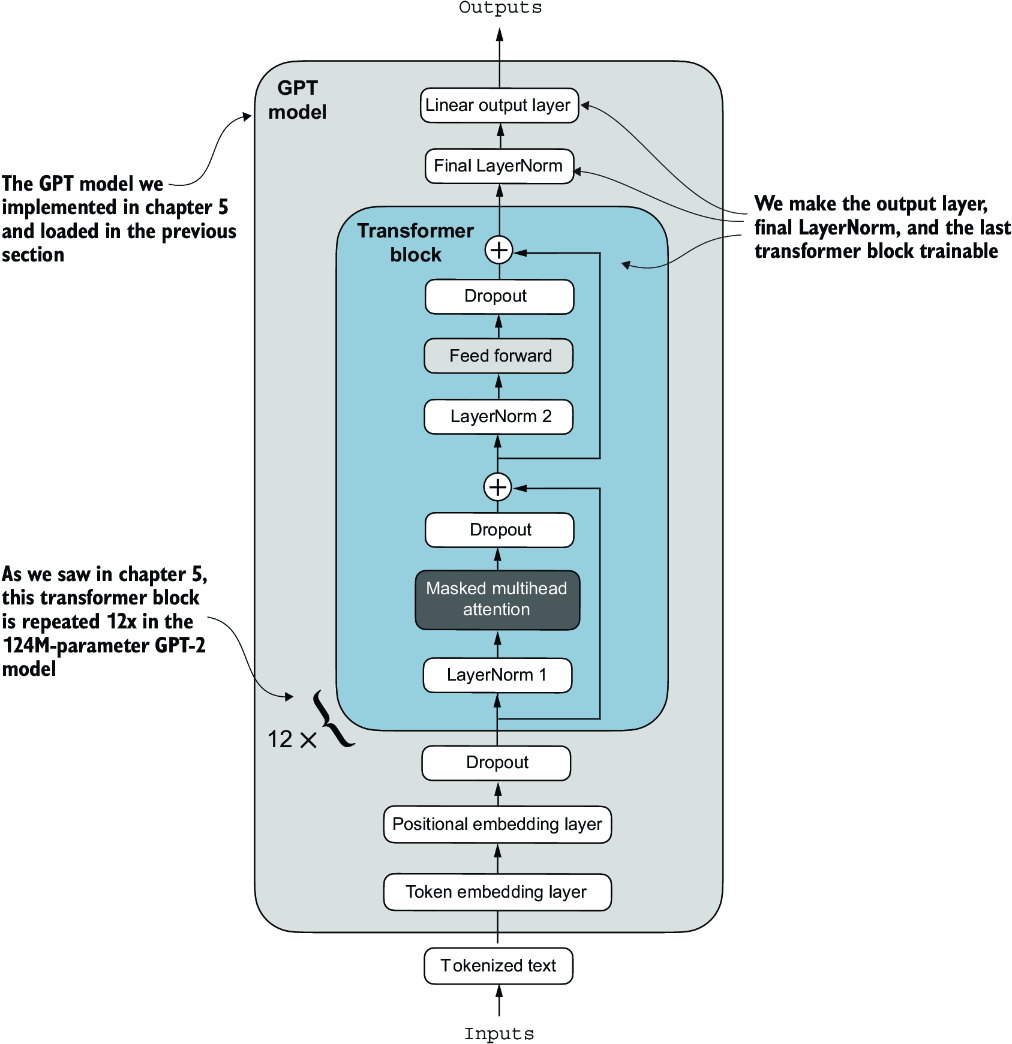 Outputs
GPT
model
Linear output layer
Final LayerNorm
The GPT model we
implemented in chapter 5
and loaded in the previous
section
We make the output layer,
final LayerNorm, and the last
transformer block trainable
Transformer
block
+
Dropout
Feed forward
LayerNorm 2
+
Dropout
Masked multihead
attention
LayerNorm 1
As we saw in chapter 5,
this transformer block
is repeated 12x in the
124M-parameter GPT-2
model
12 ×
Dropout
Positional embedding layer
Token embedding layer
Tokenized text
Inputs